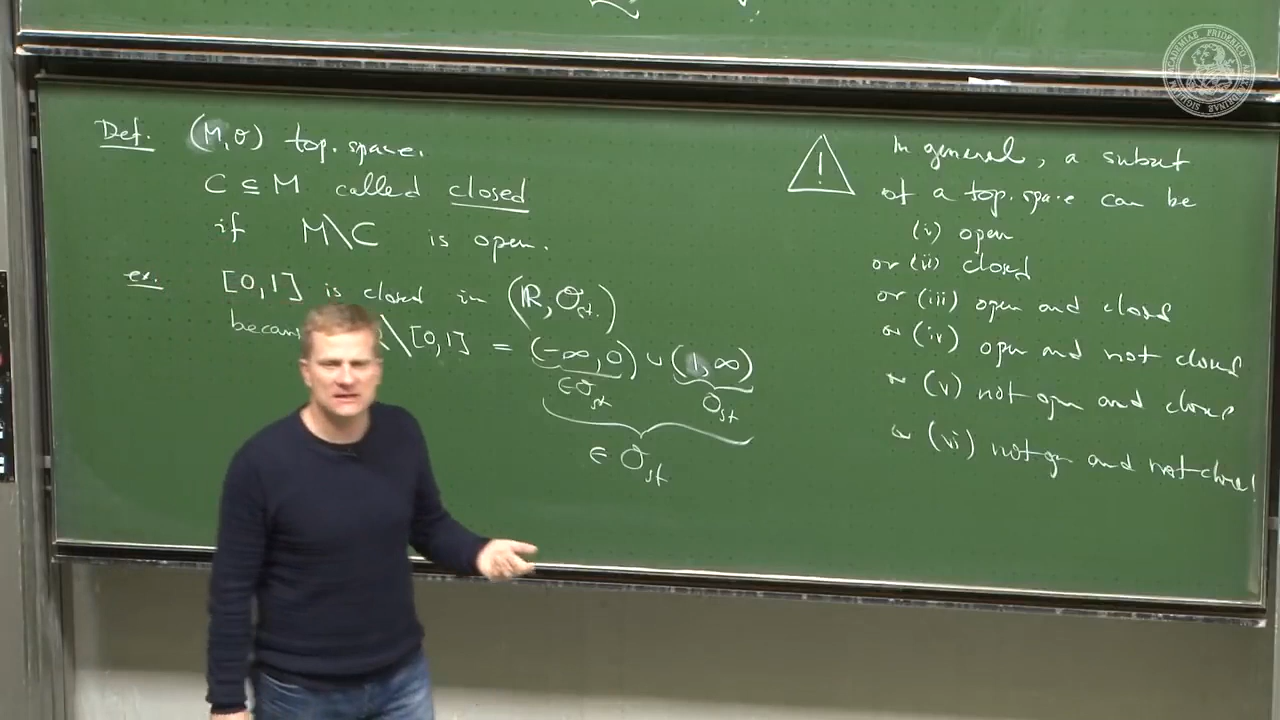 Def. (M, O) top. space.
C ⊆ M called closed
if M\C is open.
ex. [0,1] is closed in (ℝ, O_st.)
\[0,1] = (-∞,0) ∪ (1,∞)
∈ O_st O_st
∈ O_st
!
In general, a subset
of a top. space can be
(i) open
or (ii) closed
or (iii) open and closed
or (iv) open and not closed
or (v) not open and closed
or (vi) not open and not closed